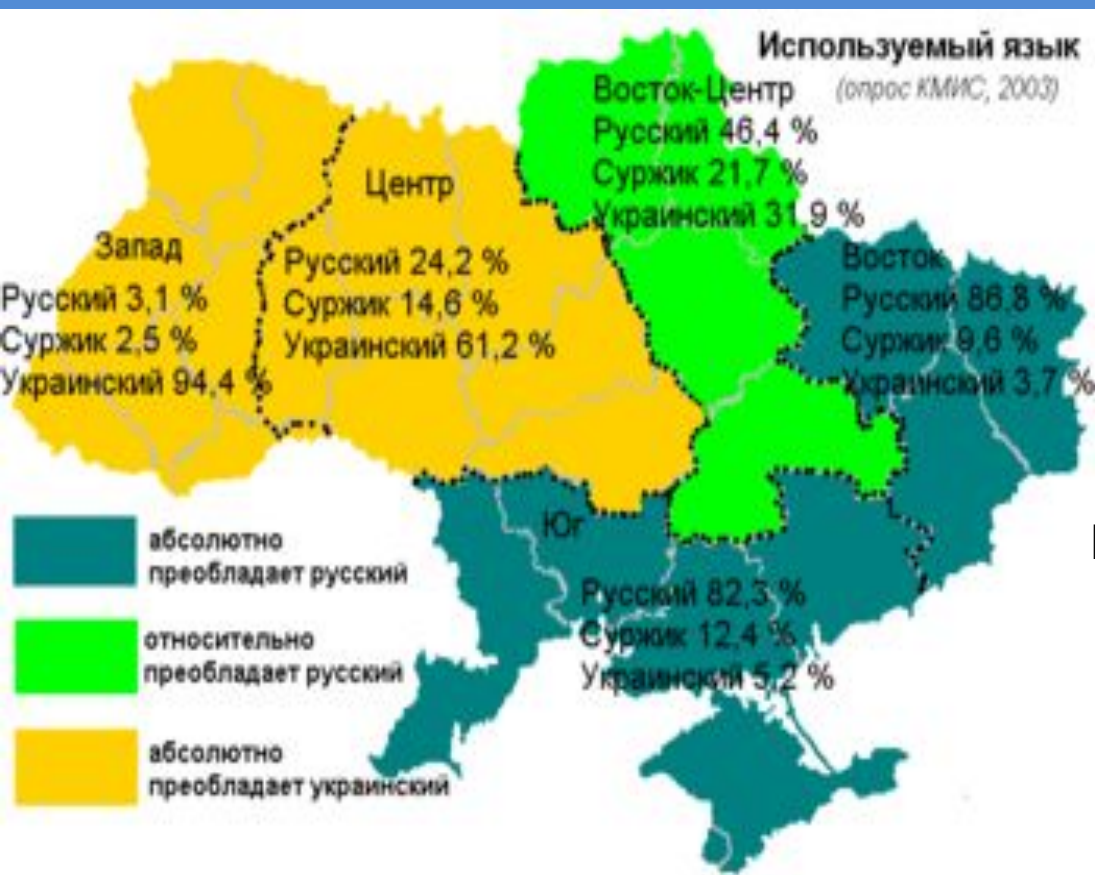 Используемый язык
(опрос КМИС, 2003)
Восток-Центр
Русский 46,4 %
Суржик 21,7 %
Украинский 31,9 %
Центр
Русский 24,2 %
Суржик 14,6 %
Украинский 61,2 %
Запад
Русский 3,1 %
Суржик 2,5 %
Украинский 94,4 %
Восток
Русский 86,8 %
Суржик 9,6 %
Украинский 3,7 %
Юг
Русский 82,3 %
Суржик 12,4 %
Украинский 5,2 %
абсолютно
преобладает русский
относительно
преобладает русский
абсолютно
преобладает украинский